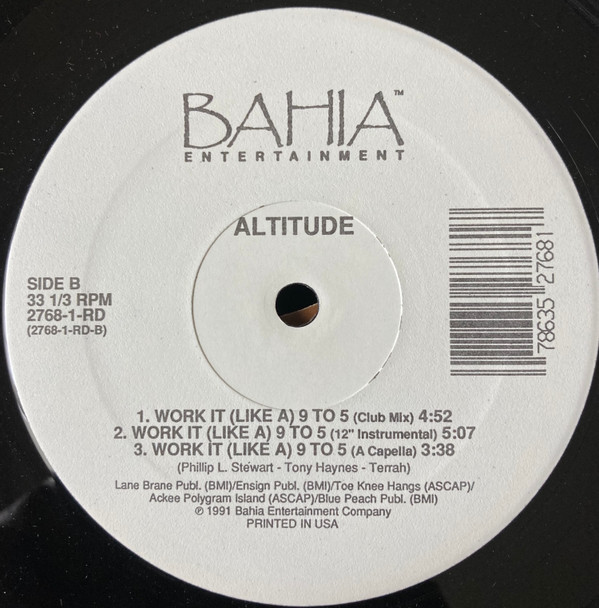 BAHIA™
ENTERTAINMENT
ALTITUDE
SIDE B
33 1/3 RPM
2768-1-RD
(2768-1-RD-B)
78635 27681
1. WORK IT (LIKE A) 9 TO 5 (Club Mix) 4:52
2. WORK IT (LIKE A) 9 TO 5 (12" Instrumental) 5:07
3. WORK IT (LIKE A) 9 TO 5 (A Capella) 3:38
(Phillip L. Stewart - Tony Haynes - Terrah)
Lane Brane Publ. (BMI)/Ensign Publ. (BMI)/Toe Knee Hangs (ASCAP)/
Ackee Polygram Island (ASCAP)/Blue Peach Publ. (BMI)
℗ 1991 Bahia Entertainment Company
PRINTED IN USA